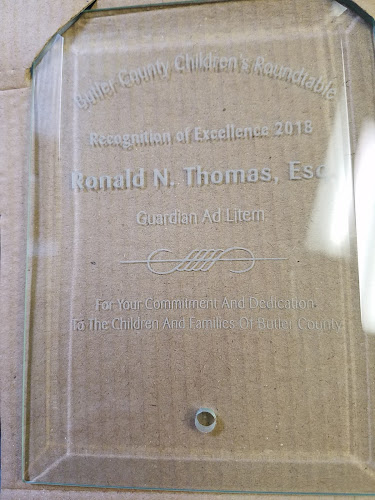 Butler County Children's Roundtable
Recognition of Excellence 2018
Ronald N. Thomas, Esq.
Guardian Ad Litem
For Your Commitment And Dedication
To The Children And Families Of Butler County